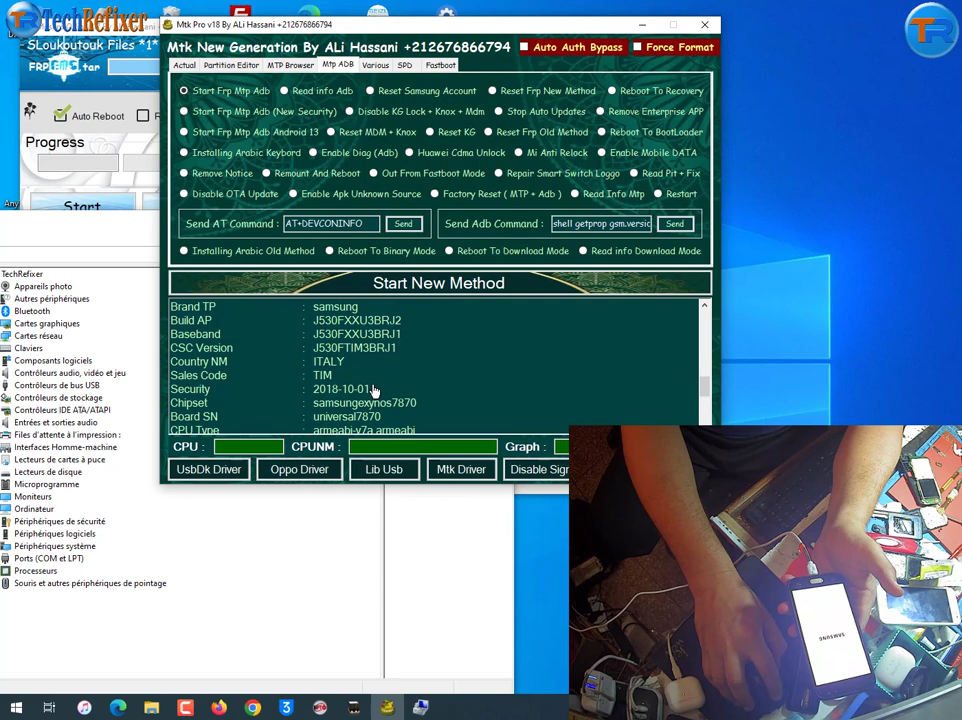 TechRefixer
SLoukoutouk Files *1*
FRP
.tar
Auto Reboot
R
Progress
Start
Any
Mtk Pro v18 By ALi Hassani +212676866794
Mtk New Generation By ALi Hassani +212676866794
Auto Auth Bypass
Force Format
Actual
Partition Editor
MTP Browser
Mtp ADB
Various
SPD
Fastboot
Start Frp Mtp Adb
Read info Adb
Reset Samsung Account
Reset Frp New Method
Reboot To Recovery
Start Frp Mtp Adb (New Security)
Disable KG Lock + Knox + Mdm
Stop Auto Updates
Remove Enterprise APP
Start Frp Mtp Adb Android 13
Reset MDM + Knox
Reset KG
Reset Frp Old Method
Reboot To BootLoader
Installing Arabic Keybord
Enable Diag (Adb)
Huawei Cdma Unlock
Mi Anti Relock
Enable Mobile DATA
Remove Notice
Remount And Reboot
Out From Fastboot Mode
Repair Smart Switch Loggo
Read Pit + Fix
Disable OTA Update
Enable Apk Unknown Source
Factory Reset ( MTP + Adb )
Read Info Mtp
Restart
Send AT Command :
AT+DEVCONINFO
Send
Send Adb Command :
shell getprop gsm.versic
Send
Installing Arabic Old Method
Reboot To Binary Mode
Reboot To Download Mode
Read info Download Mode
Start New Method
Brand TP : samsung
Build AP : J530FXXU3BRJ2
Baseband : J530FXXU3BRJ1
CSC Version : J530FTIM3BRJ1
Country NM : ITALY
Sales Code : TIM
Security : 2018-10-01
Chipset : samsungexynos7870
Board SN : universal7870
CPU Type : armeabi-v7a,armeabi
CPU :
CPUNM :
Graph :
UsbDk Driver
Oppo Driver
Lib Usb
Mtk Driver
Disable Sign
TechRefixer
Appareils photo
Autres périphériques
Bluetooth
Cartes graphiques
Cartes réseau
Claviers
Composants logiciels
Contrôleurs audio, vidéo et jeu
Contrôleurs de bus USB
Contrôleurs de stockage
Contrôleurs IDE ATA/ATAPI
Entrées et sorties audio
Files d'attente à l'impression :
Interfaces Homme-machine
Lecteurs de cartes à puce
Lecteurs de disque
Microprogramme
Moniteurs
Ordinateur
Périphériques de sécurité
Périphériques logiciels
Périphériques système
Ports (COM et LPT)
Processeurs
Souris et autres périphériques de pointage
SAMSUNG
TR